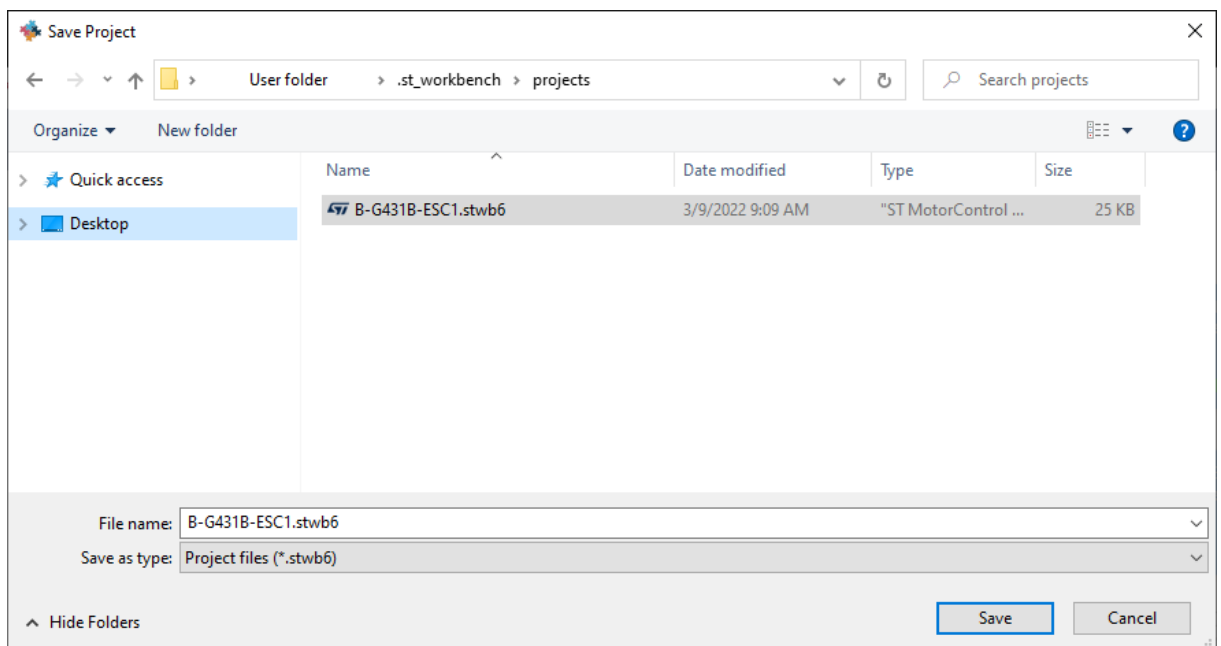 Save Project
User folder > .st_workbench > projects
Search projects
Organize
New folder
Name
Date modified
Type
Size
Quick access
Desktop
B-G431B-ESC1.stwb6
3/9/2022 9:09 AM
"ST MotorControl ...
25 KB
File name: B-G431B-ESC1.stwb6
Save as type: Project files (*.stwb6)
Hide Folders
Save
Cancel